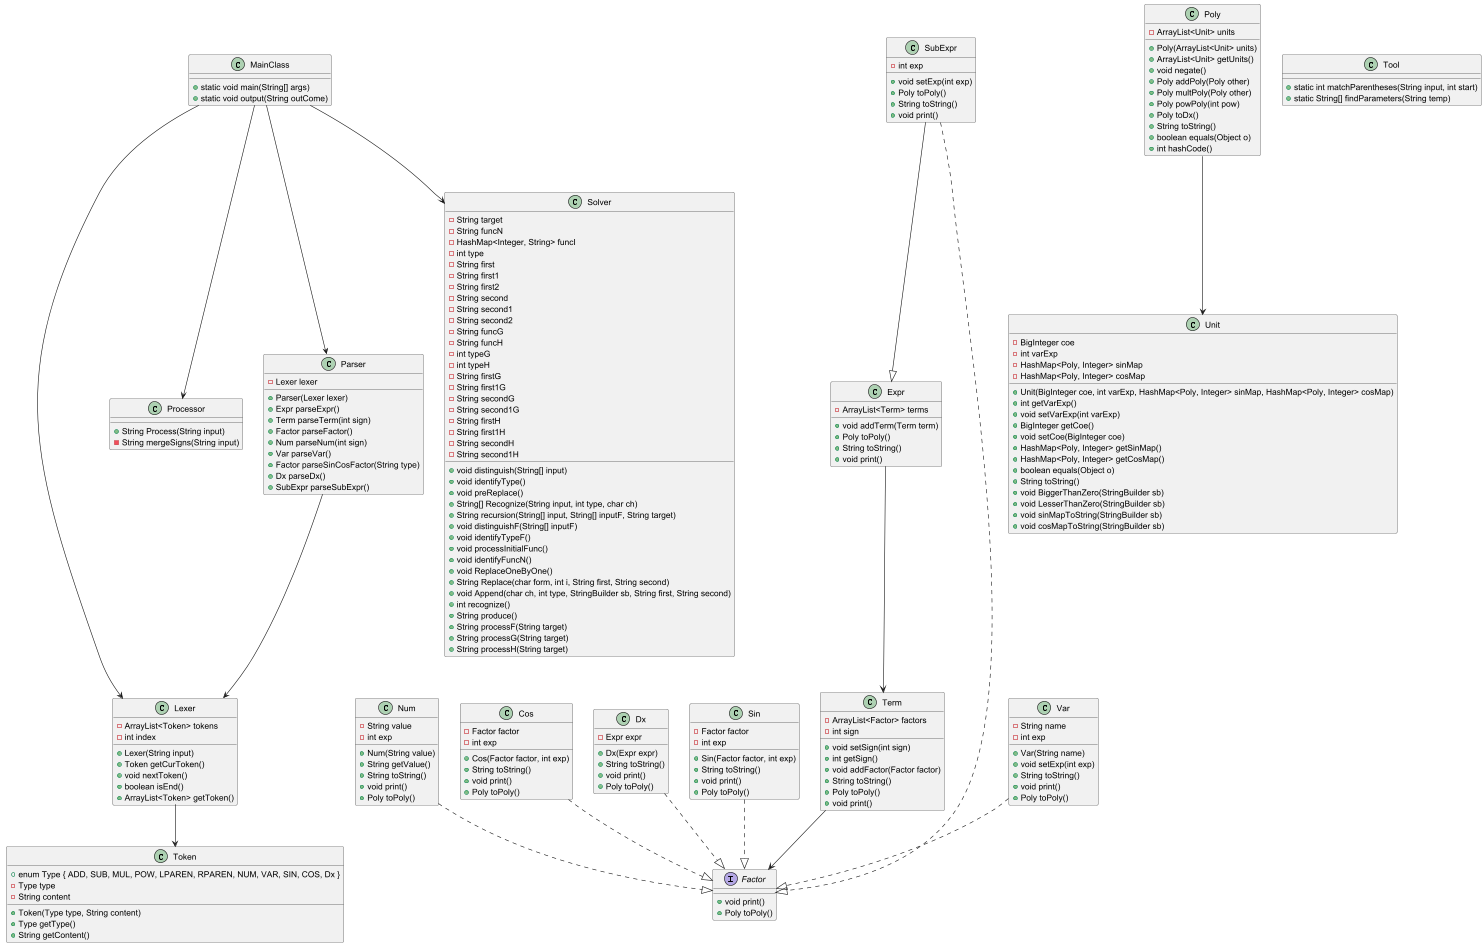 C MainClass
static void main(String[] args)
static void output(String outCome)
C SubExpr
int exp
void setExp(int exp)
Poly toPoly()
String toString()
void print()
C Poly
ArrayList<Unit> units
Poly(ArrayList<Unit> units)
ArrayList<Unit> getUnits()
void negate()
Poly addPoly(Poly other)
Poly multPoly(Poly other)
Poly powPoly(int pow)
Poly toDx()
String toString()
boolean equals(Object o)
int hashCode()
C Tool
static int matchParentheses(String input, int start)
static String[] findParameters(String temp)
C Solver
String target
String funcN
HashMap<Integer, String> funcI
int type
String first
String first1
String first2
String second
String second1
String second2
String funcG
String funcH
int typeG
int typeH
String firstG
String first1G
String secondG
String second1G
String firstH
String first1H
String secondH
String second1H
void distinguish(String[] input)
void identifyType()
void preReplace()
String[] Recognize(String input, int type, char ch)
String recursion(String[] input, String[] inputF, String target)
void distinguishF(String[] inputF)
void identifyTypeF()
void processInitialFunc()
void identifyFuncN()
void ReplaceOneByOne()
String Replace(char form, int i, String first, String second)
void Append(char ch, int type, StringBuilder sb, String first, String second)
int recognize()
String produce()
String processF(String target)
String processG(String target)
String processH(String target)
C Processor
String Process(String input)
String mergeSigns(String input)
C Parser
Lexer lexer
Parser(Lexer lexer)
Expr parseExpr()
Term parseTerm(int sign)
Factor parseFactor()
Num parseNum(int sign)
Var parseVar()
Factor parseSinCosFactor(String type)
Dx parseDx()
SubExpr parseSubExpr()
C Expr
ArrayList<Term> terms
void addTerm(Term term)
Poly toPoly()
String toString()
void print()
C Unit
BigInteger coe
int varExp
HashMap<Poly, Integer> sinMap
HashMap<Poly, Integer> cosMap
Unit(BigInteger coe, int varExp, HashMap<Poly, Integer> sinMap, HashMap<Poly, Integer> cosMap)
int getVarExp()
void setVarExp(int varExp)
BigInteger getCoe()
void setCoe(BigInteger coe)
HashMap<Poly, Integer> getSinMap()
HashMap<Poly, Integer> getCosMap()
boolean equals(Object o)
String toString()
void BiggerThanZero(StringBuilder sb)
void LesserThanZero(StringBuilder sb)
void sinMapToString(StringBuilder sb)
void cosMapToString(StringBuilder sb)
C Lexer
ArrayList<Token> tokens
int index
Lexer(String input)
Token getCurToken()
void nextToken()
boolean isEnd()
ArrayList<Token> getToken()
C Num
String value
int exp
Num(String value)
String getValue()
String toString()
void print()
Poly toPoly()
C Cos
Factor factor
int exp
Cos(Factor factor, int exp)
String toString()
void print()
Poly toPoly()
C Dx
Expr expr
Dx(Expr expr)
String toString()
void print()
Poly toPoly()
C Sin
Factor factor
int exp
Sin(Factor factor, int exp)
String toString()
void print()
Poly toPoly()
C Term
ArrayList<Factor> factors
int sign
void setSign(int sign)
int getSign()
void addFactor(Factor factor)
String toString()
Poly toPoly()
void print()
C Var
String name
int exp
Var(String name)
void setExp(int exp)
String toString()
void print()
Poly toPoly()
C Token
enum Type { ADD, SUB, MUL, POW, LPAREN, RPAREN, NUM, VAR, SIN, COS, Dx }
Type type
String content
Token(Type type, String content)
Type getType()
String getContent()
I Factor
void print()
Poly toPoly()